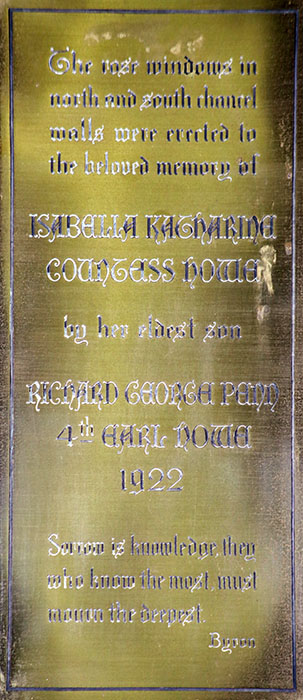 The rose windows in
north and south chancel
walls were erected to
the beloved memory of
ISABELLA KATHARINE
COUNTESS HOWE
by her eldest son
RICHARD GEORGE PENN
4th EARL HOWE
1922
Sorrow is knowledge, they
who know the most, must
mourn the deepest.
Byron